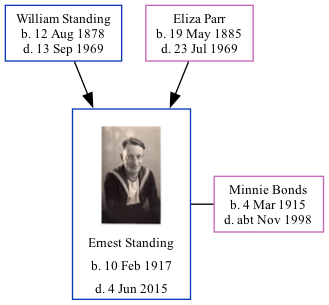 William Standing
b. 12 Aug 1878
d. 13 Sep 1969
Eliza Parr
b. 19 May 1885
d. 23 Jul 1969
Ernest Standing
b. 10 Feb 1917
d. 4 Jun 2015
Minnie Bonds
b. 4 Mar 1915
d. abt Nov 1998